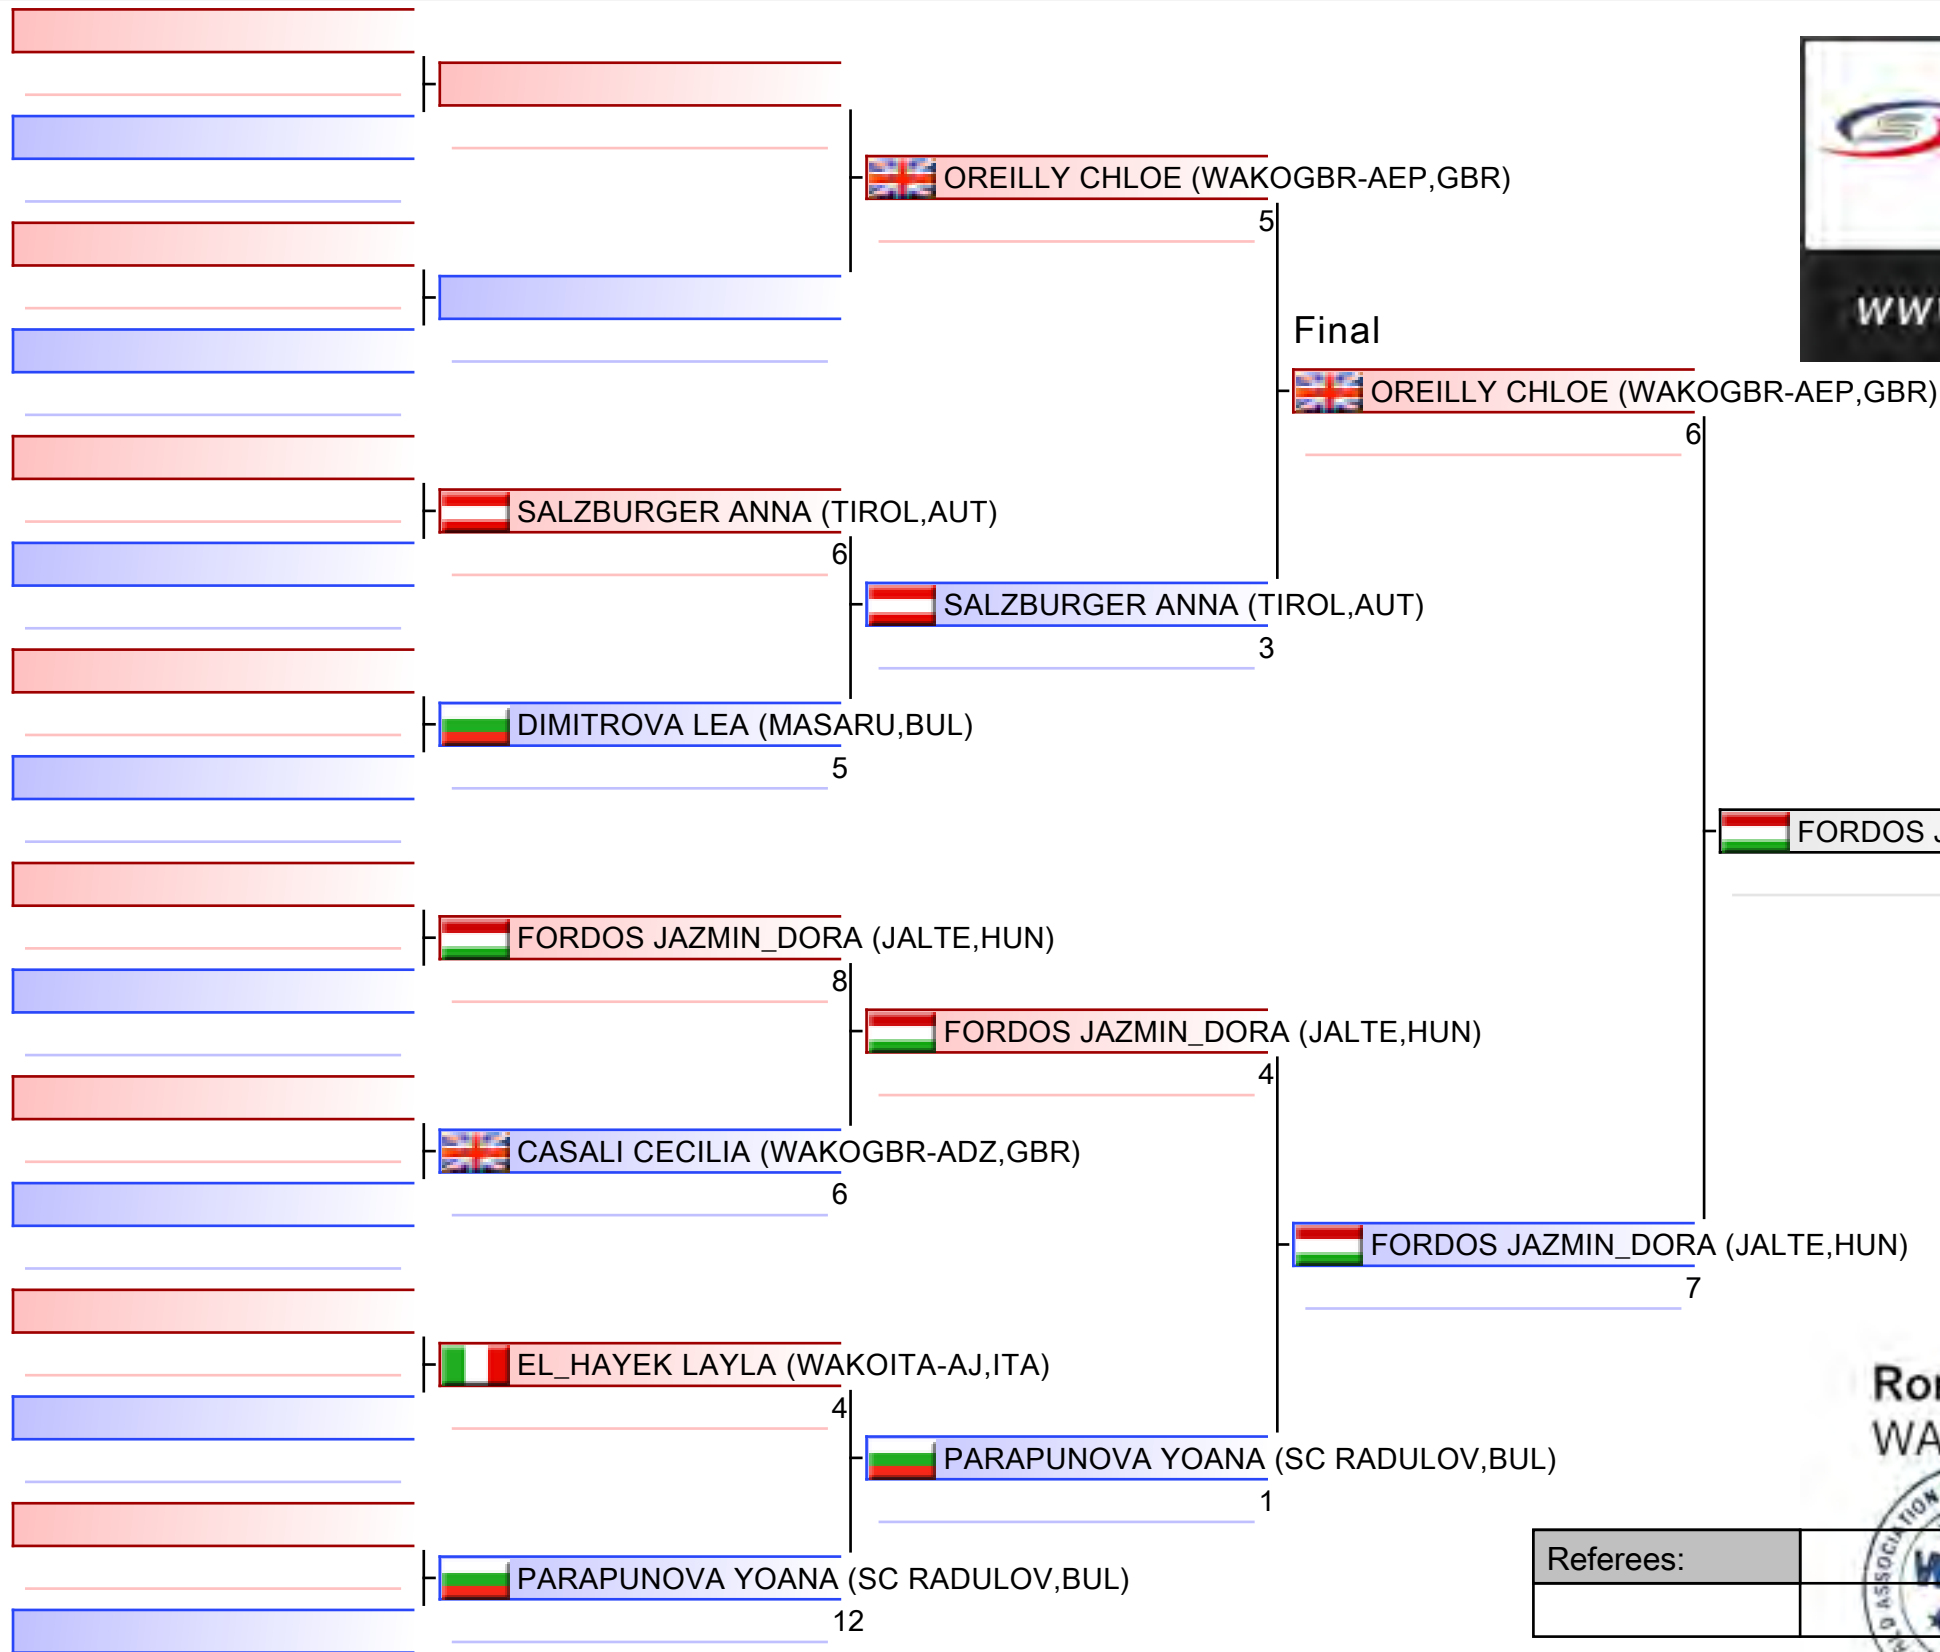 OREILLY CHLOE (WAKOGBR-AEP,GBR)
5
Final
OREILLY CHLOE (WAKOGBR-AEP,GBR)
6
SALZBURGER ANNA (TIROL,AUT)
6
SALZBURGER ANNA (TIROL,AUT)
3
DIMITROVA LEA (MASARU,BUL)
5
FORDOS J
FORDOS JAZMIN_DORA (JALTE,HUN)
8
FORDOS JAZMIN_DORA (JALTE,HUN)
4
CASALI CECILIA (WAKOGBR-ADZ,GBR)
6
FORDOS JAZMIN_DORA (JALTE,HUN)
7
EL_HAYEK LAYLA (WAKOITA-AJ,ITA)
4
PARAPUNOVA YOANA (SC RADULOV,BUL)
1
Referees:
PARAPUNOVA YOANA (SC RADULOV,BUL)
12